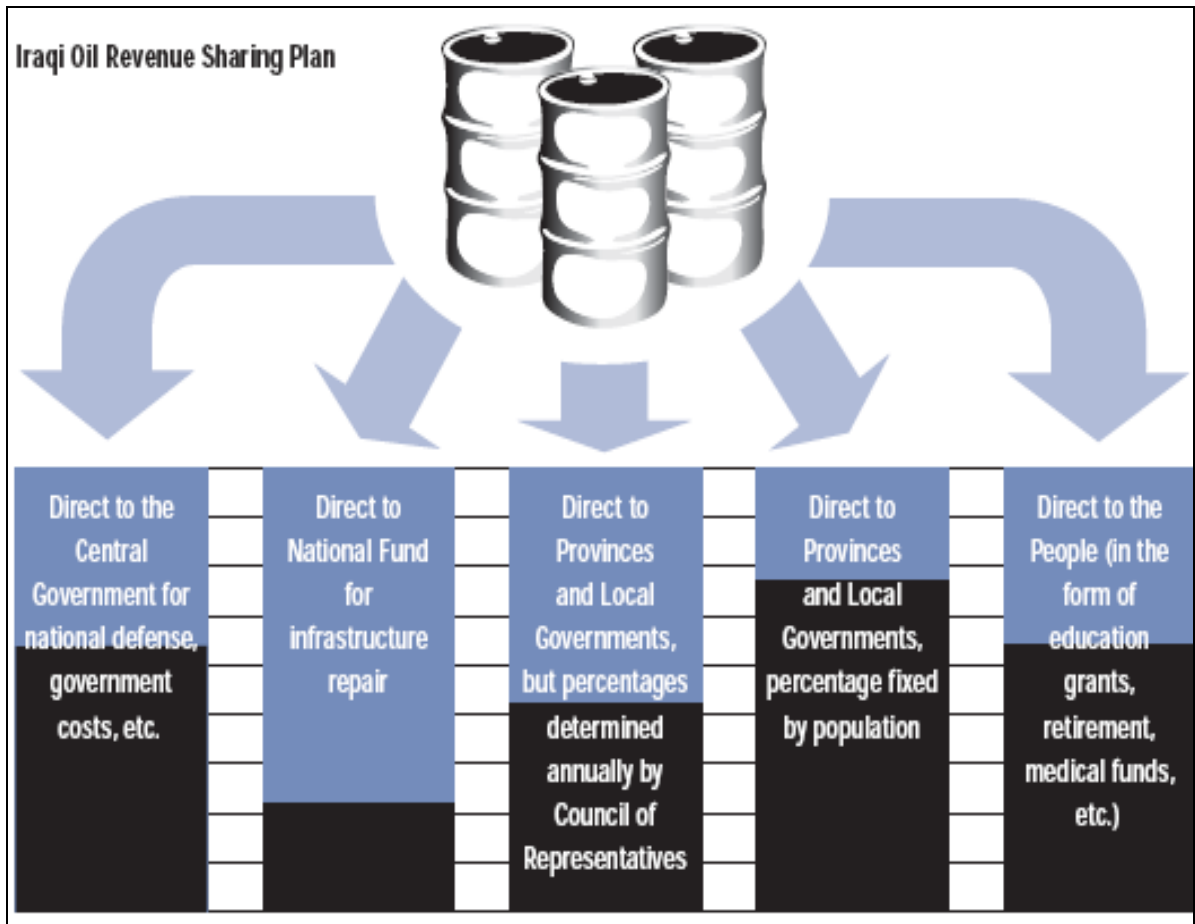 Iraqi Oil Revenue Sharing Plan
Direct to the
Central
Government for
national defense,
government
costs, etc.
Direct to
National Fund
for
infrastructure
repair
Direct to
Provinces
and Local
Governments,
but percentages
determined
annually by
Council of
Representatives
Direct to
Provinces
and Local
Governments,
percentage fixed
by population
Direct to the
People (in the
form of
education
grants,
retirement,
medical funds,
etc.)